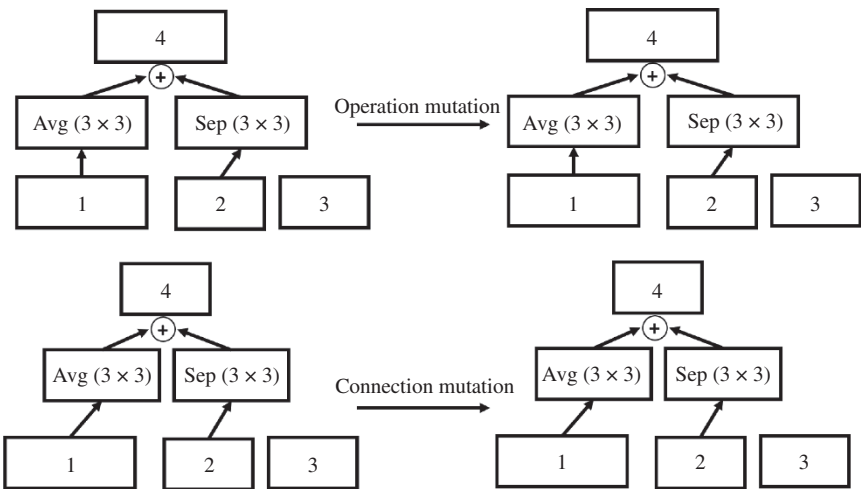 4
4
+
+
Avg (3 × 3)
Sep (3 × 3)
Operation mutation
Avg (3 × 3)
Sep (3 × 3)
1
2
3
1
2
3
4
4
+
+
Avg (3 × 3)
Sep (3 × 3)
Connection mutation
Avg (3 × 3)
Sep (3 × 3)
1
2
3
1
2
3